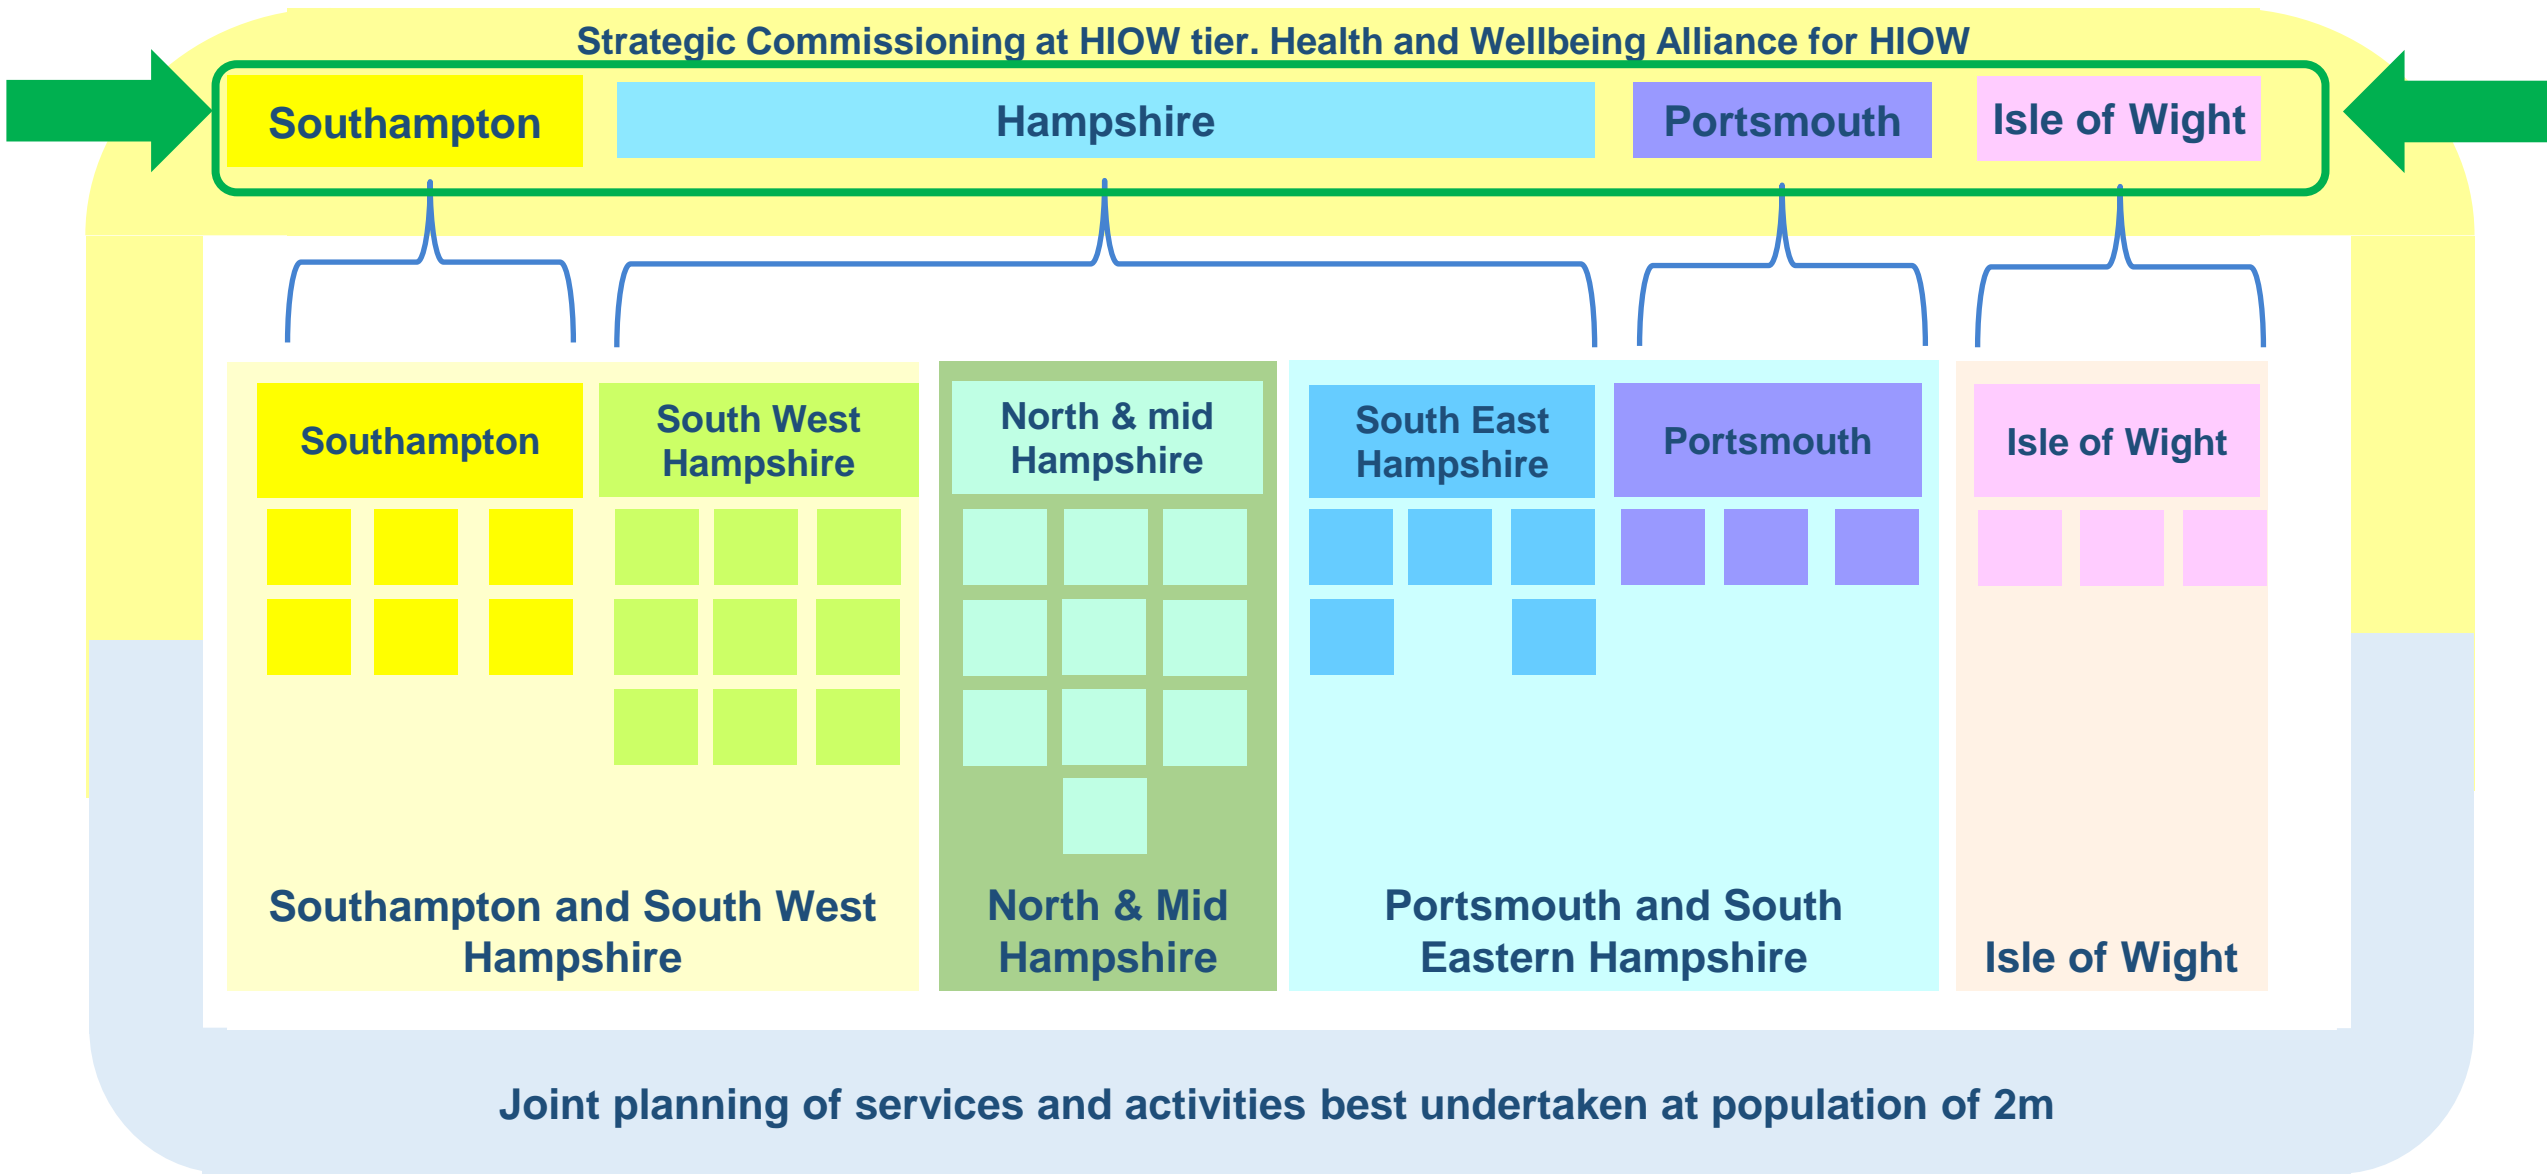 Strategic Commissioning at HIOW tier. Health and Wellbeing Alliance for HIOW
Southampton
Hampshire
Portsmouth
Isle of Wight
Southampton
South West
Hampshire
North & mid
Hampshire
South East
Hampshire
Portsmouth
Isle of Wight
Southampton and South West
Hampshire
North & Mid
Hampshire
Portsmouth and South
Eastern Hampshire
Isle of Wight
Joint planning of services and activities best undertaken at population of 2m